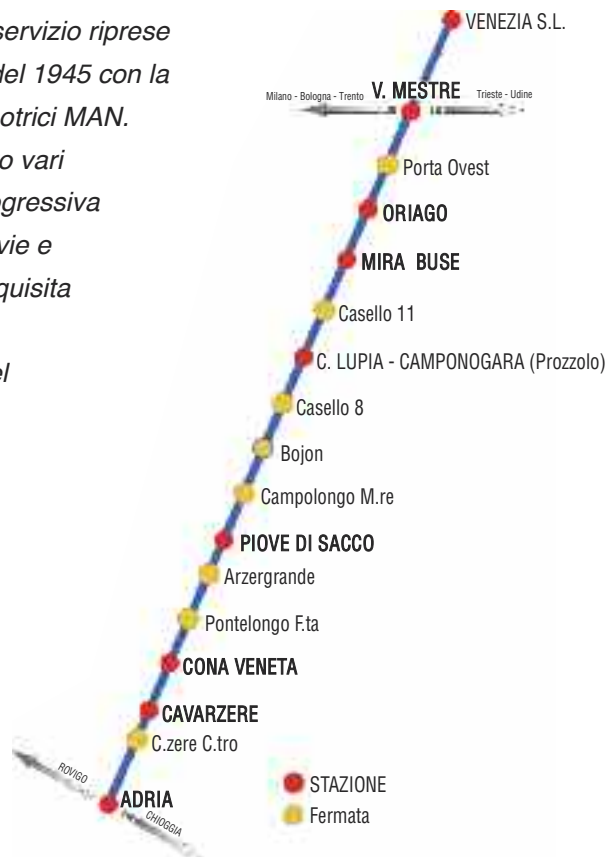 servizio riprese
del 1945 con la
otrici MAN.
o vari
ogressiva
vie e
quisita
el
VENEZIA S.L.
V. MESTRE
Milano - Bologna - Trento
Trieste - Udine
Porta Ovest
ORIAGO
MIRA BUSE
Casello 11
C. LUPIA - CAMPONOGARA (Prozzolo)
Casello 8
Bojon
Campolongo M.re
PIOVE DI SACCO
Arzergrande
Pontelongo F.ta
CONA VENETA
CAVARZERE
C.zere C.tro
ROVIGO
ADRIA
CHIOGGIA
STAZIONE
Fermata